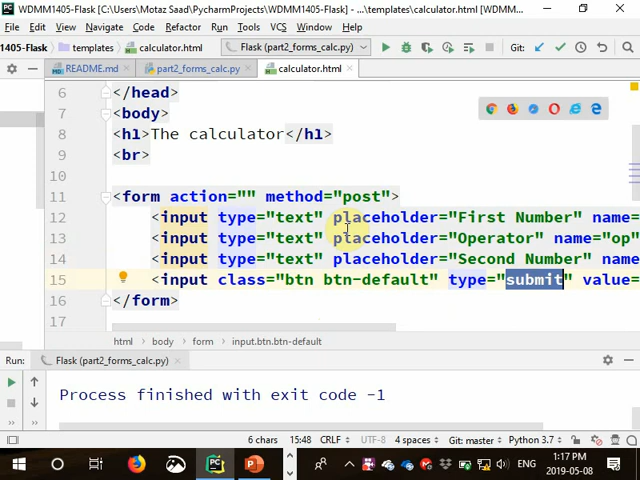 WDMM1405-Flask [C:\Users\Motaz Saad\PycharmProjects\WDMM1405-Flask] - ...\templates\calculator.html [WDMM1405-...
File Edit View Navigate Code Refactor Run Tools VCS Window Help
1405-Flask templates calculator.html Flask (part2_forms_calc.py) Git:
README.md part2_forms_calc.py calculator.html
6 </head>
7 <body>
8 <h1>The calculator</h1>
9 <br>
10
11 <form action="" method="post">
12 <input type="text" placeholder="First Number" name=
13 <input type="text" placeholder="Operator" name="op"
14 <input type="text" placeholder="Second Number" name
15 <input class="btn btn-default" type="submit" value=
16 </form>
17
html body form input.btn.btn-default
Run: Flask (part2_forms_calc.py)
Process finished with exit code -1
6 chars 15:48 CRLF UTF-8 4 spaces Git: master Python 3.7
ENG 1:17 PM
2019-05-08